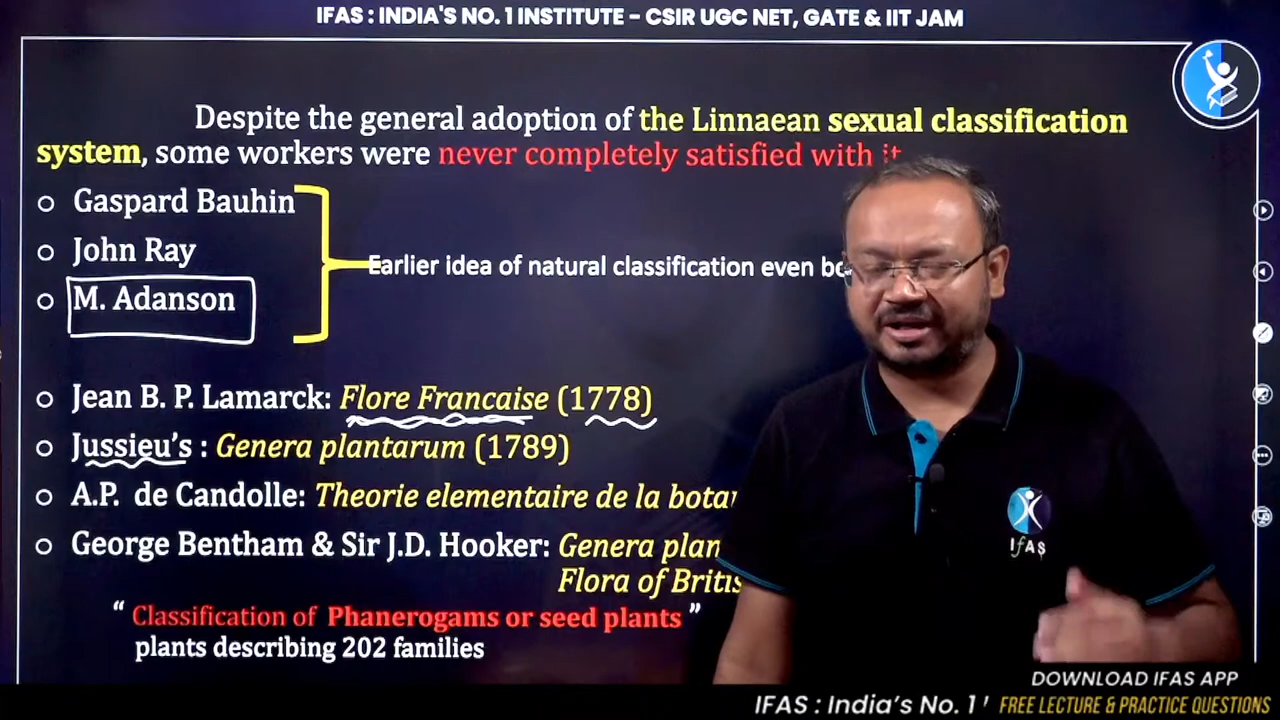 IFAS : INDIA'S NO. 1 INSTITUTE – CSIR UGC NET, GATE & IIT JAM
Despite the general adoption of the Linnaean sexual classification
system, some workers were never completely satisfied with it
Gaspard Bauhin
John Ray
M. Adanson
Earlier idea of natural classification even
Jean B. P. Lamarck: Flore Francaise (1778)
Jussieu's : Genera plantarum (1789)
A.P. de Candolle: Theorie elementaire de la
George Bentham & Sir J.D. Hooker: Genera
Flora of
“ Classification of Phanerogams or seed plants ”
plants describing 202 families
IFAS
DOWNLOAD IFAS APP
IFAS : India's No. 1
FREE LECTURE & PRACTICE QUESTIONS